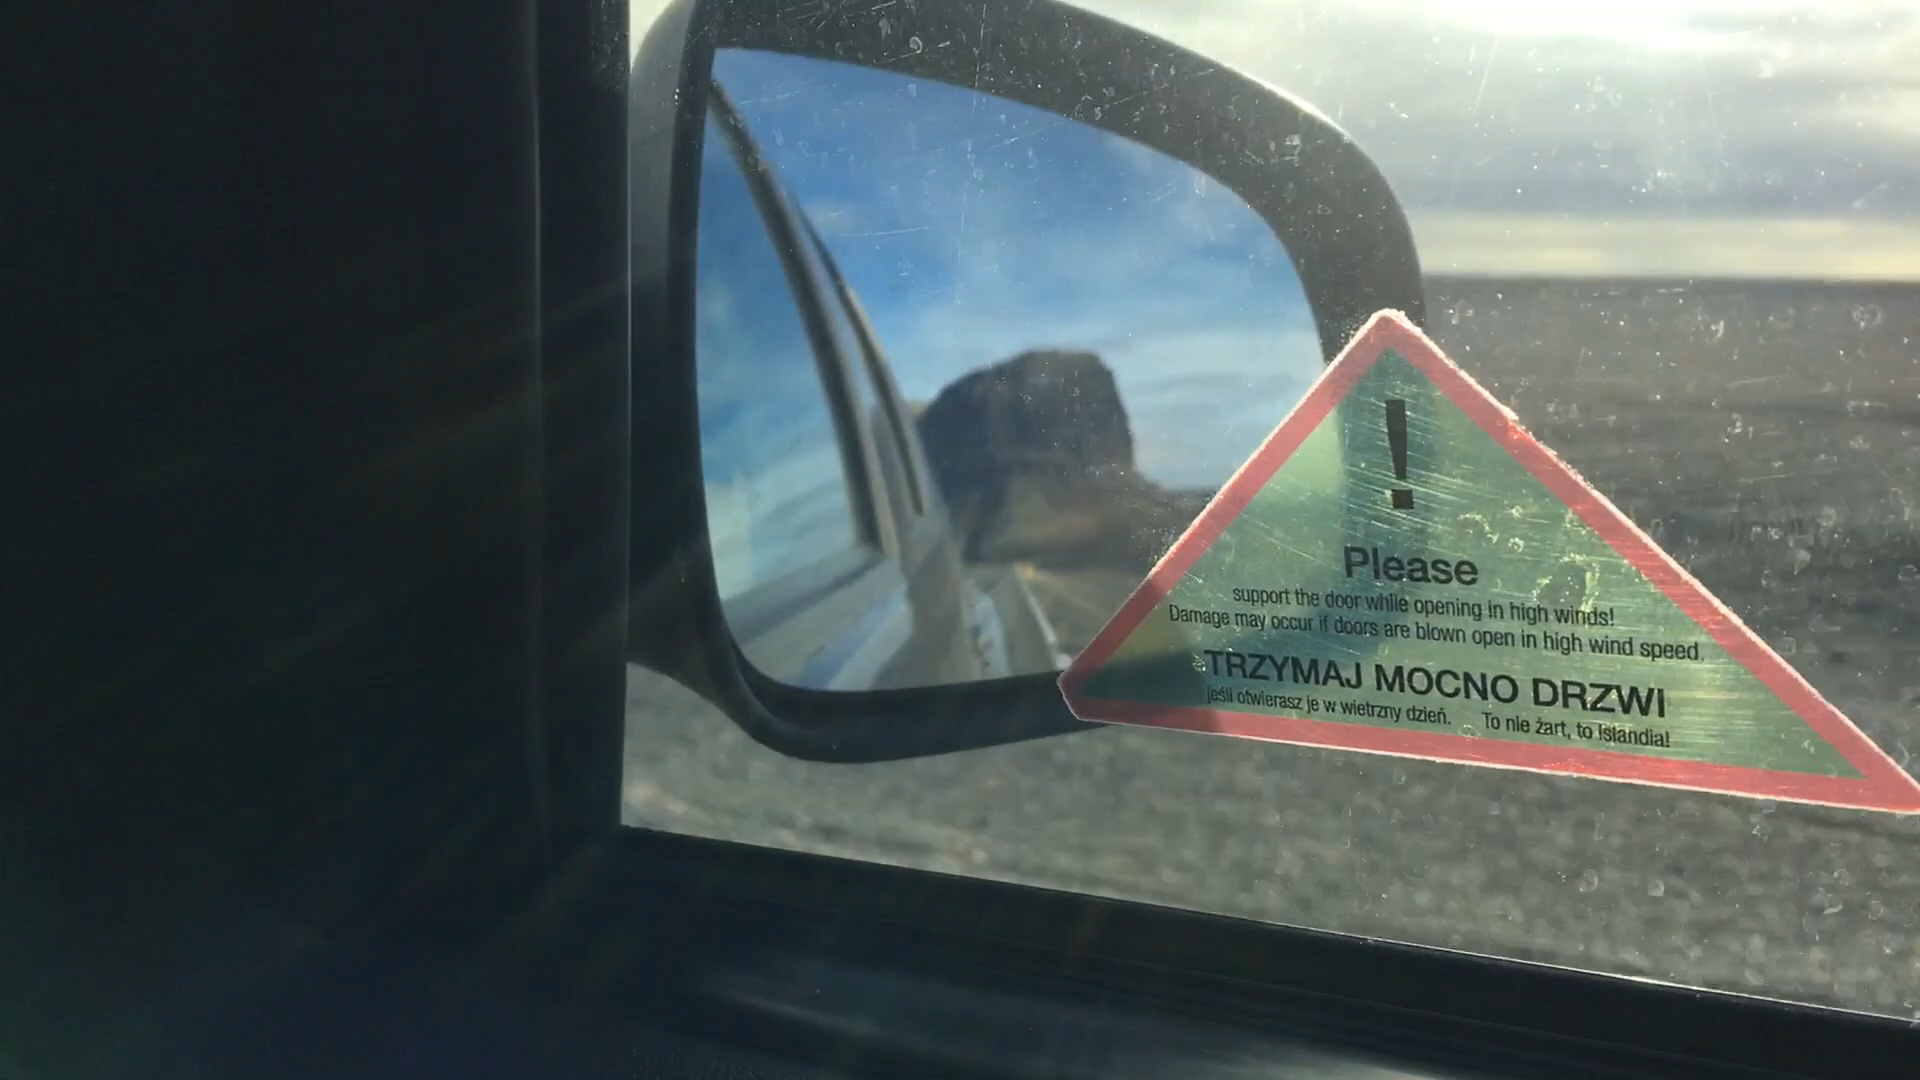 !
Please
support the door while opening in high winds!
Damage may occur if doors are blown open in high wind speed.
TRZYMAJ MOCNO DRZWI
jeśli otwierasz je w wietrzny dzień. To nie żart, to Islandia!